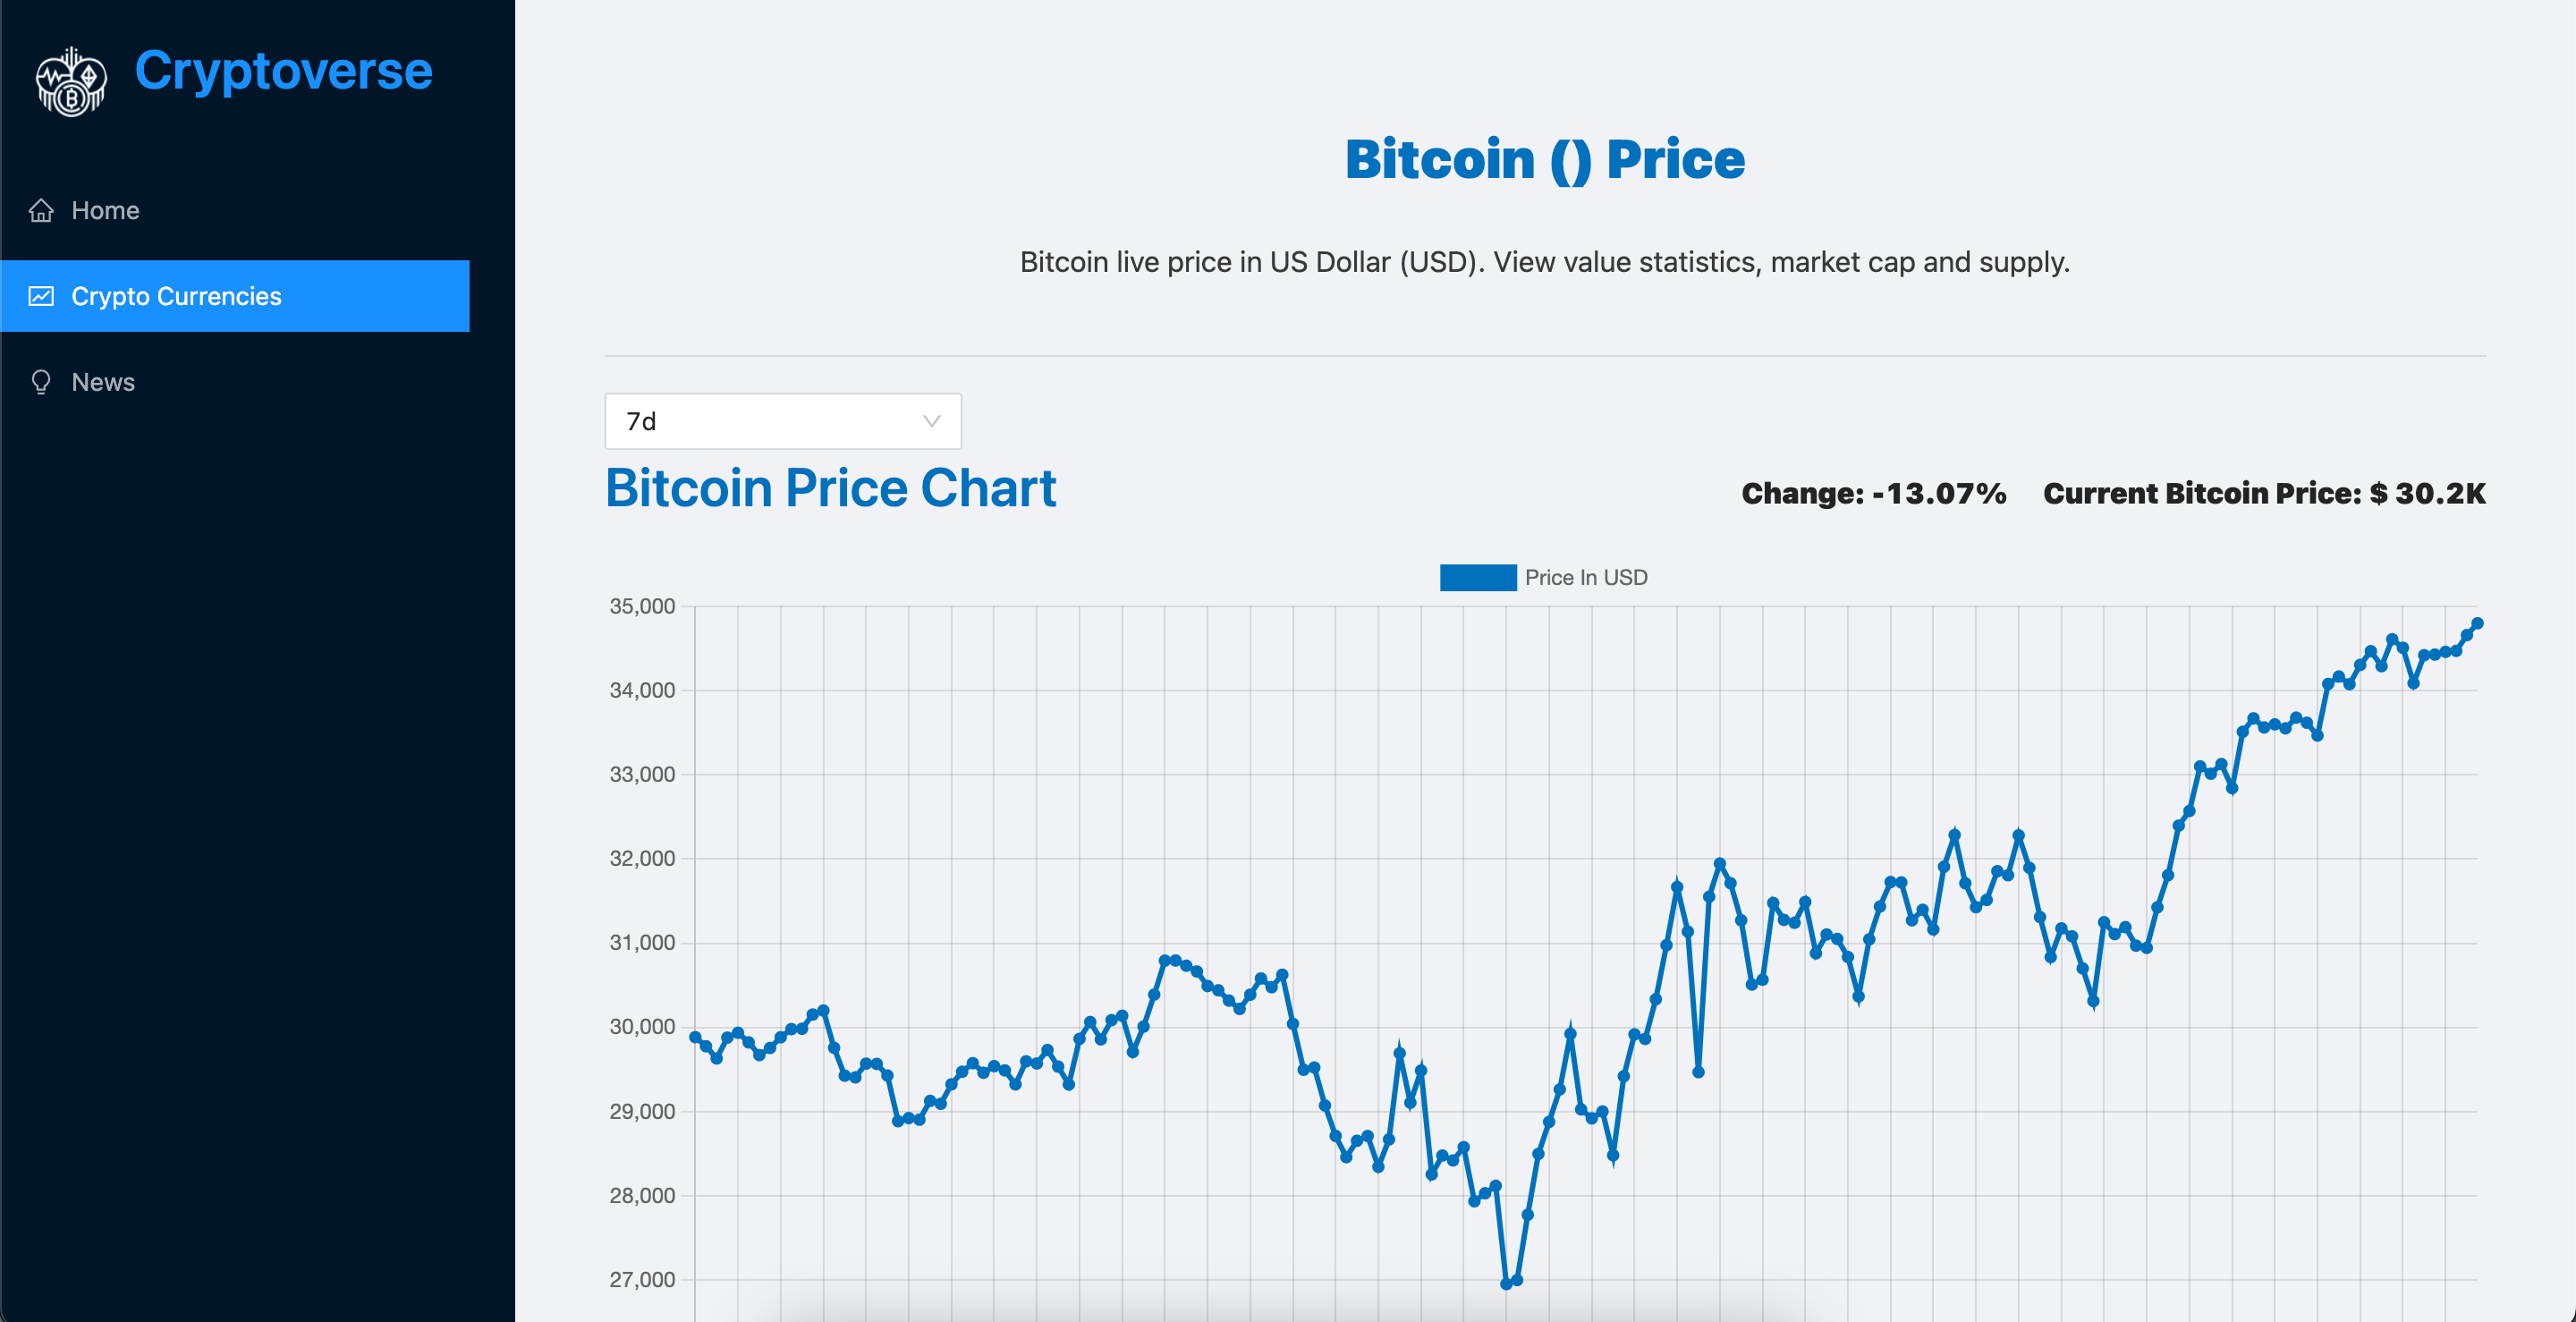 Cryptoverse
Home
Crypto Currencies
News
Bitcoin () Price
Bitcoin live price in US Dollar (USD). View value statistics, market cap and supply.
7d
Bitcoin Price Chart
Change: -13.07% Current Bitcoin Price: $ 30.2K
Price In USD
35,000
34,000
33,000
32,000
31,000
30,000
29,000
28,000
27,000